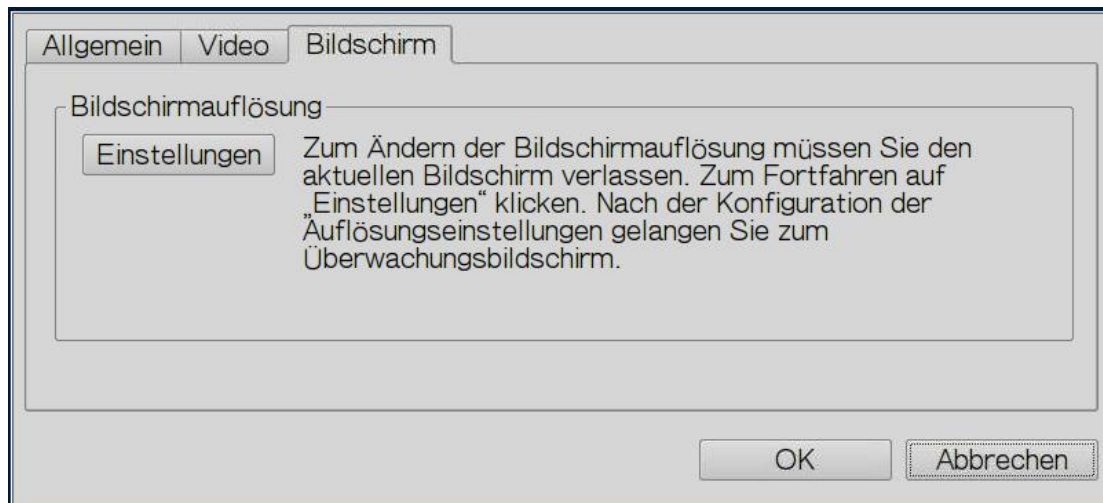 Allgemein Video Bildschirm
Bildschirmauflösung
Einstellungen
Zum Ändern der Bildschirmauflösung müssen Sie den
aktuellen Bildschirm verlassen. Zum Fortfahren auf
„Einstellungen“ klicken. Nach der Konfiguration der
Auflösungseinstellungen gelangen Sie zum
Überwachungsbildschirm.
OK Abbrechen